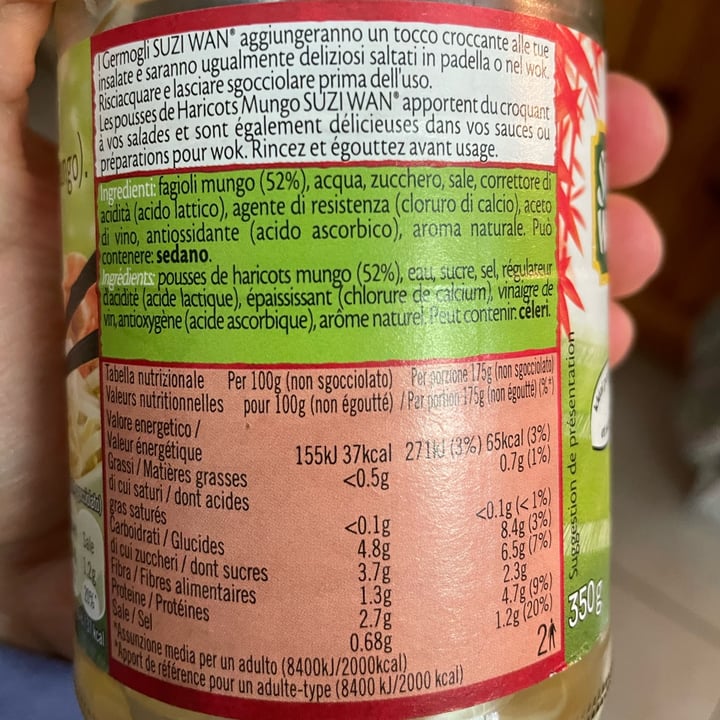 I Germogli SUZI WAN® aggiungeranno un tocco croccante alle tue
insalate e saranno ugualmente deliziosi saltati in padella o nel wok.
Risciacquare e lasciare sgocciolare prima dell'uso.
Les pousses de Haricots Mungo SUZI WAN® apportent du croquant
à vos salades et sont également délicieuses dans vos sauces ou
préparations pour wok. Rincez et égouttez avant usage.
Ingredienti: fagioli mungo (52%), acqua, zucchero, sale, correttore di
acidità (acido lattico), agente di resistenza (cloruro di calcio), aceto
di vino, antiossidante (acido ascorbico), aroma naturale. Può
contenere: sedano.
Ingrédients: pousses de haricots mungo (52%), eau, sucre, sel, régulateur
d'acidité (acide lactique), épaississant (chlorure de calcium), vinaigre de
vin, antioxygène (acide ascorbique), arôme naturel. Peut contenir: céleri.
Tabella nutrizionale Per 100g (non sgocciolato) Per porzione 175g (non sgocciolato)
Valeurs nutritionnelles pour 100g (non égoutté) / Par portion 175g (non égoutté) (%*)
Valore energetico /
Valeur énergétique 155kJ 37kcal 271kJ (3%) 65kcal (3%)
Grassi / Matières grasses <0.5g 0.7g (1%)
di cui saturi / dont acides
gras saturés <0.1g <0.1g (<1%)
Carboidrati / Glucides 4.8g 8.4g (3%)
di cui zuccheri / dont sucres 3.7g 6.5g (7%)
Fibra / Fibres alimentaires 1.3g 2.3g
Proteine / Protéines 2.7g 4.7g (9%)
Sale / Sel 0.68g 1.2g (20%)
*Assunzione media per un adulto (8400kJ/2000kcal)
*Apport de référence pour un adulte-type (8400 kJ/2000 kcal)
2
Suggestion de présentation
350g
Sale
1.2g
20%*
kcal